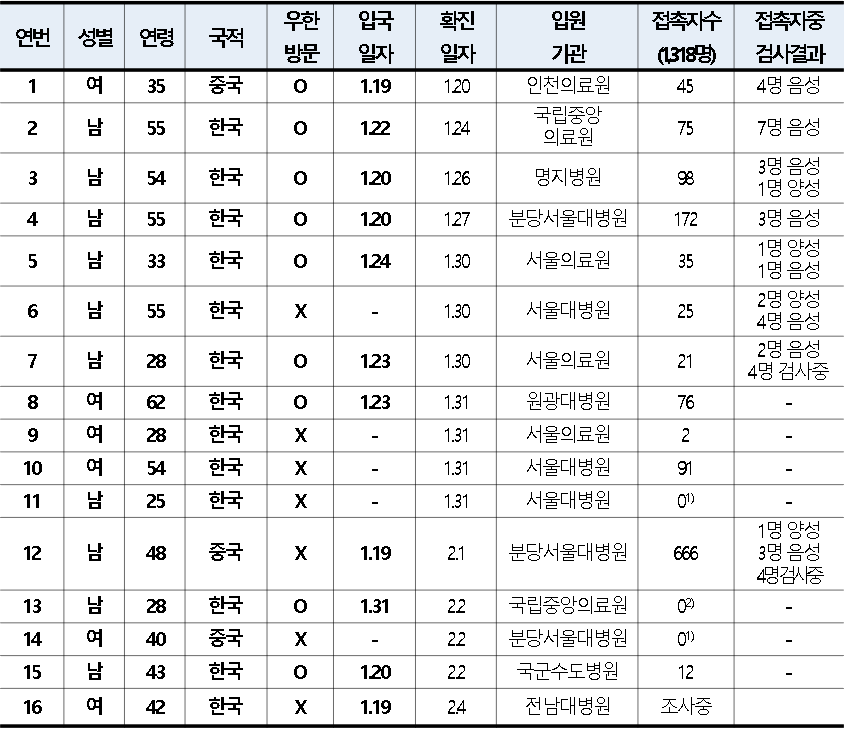 연번 성별 연령 국적 우한 방문 입국 일자 확진 일자 입원 기관 접촉자수 (1,318명) 접촉자중 검사결과
1 여 35 중국 O 1.19 1.20 인천의료원 45 4명 음성
2 남 55 한국 O 1.22 1.24 국립중앙 의료원 75 7명 음성
3 남 54 한국 O 1.20 1.26 명지병원 98 3명 음성 1명 양성
4 남 55 한국 O 1.20 1.27 분당서울대병원 172 3명 음성
5 남 33 한국 O 1.24 1.30 서울의료원 35 1명 양성 1명 음성
6 남 55 한국 X - 1.30 서울대병원 25 2명 양성 4명 음성
7 남 28 한국 O 1.23 1.30 서울의료원 21 2명 음성 4명 검사중
8 여 62 한국 O 1.23 1.31 원광대병원 76 -
9 여 28 한국 X - 1.31 서울의료원 2 -
10 여 54 한국 X - 1.31 서울대병원 91 -
11 남 25 한국 X - 1.31 서울대병원 0¹⁾ -
12 남 48 중국 X 1.19 2.1 분당서울대병원 666 1명 양성 3명 음성 4명검사중
13 남 28 한국 O 1.31 2.2 국립중앙의료원 0²⁾ -
14 여 40 중국 X - 2.2 분당서울대병원 0¹⁾ -
15 남 43 한국 O 1.20 2.2 국군수도병원 12 -
16 여 42 한국 X 1.19 2.4 전남대병원 조사중